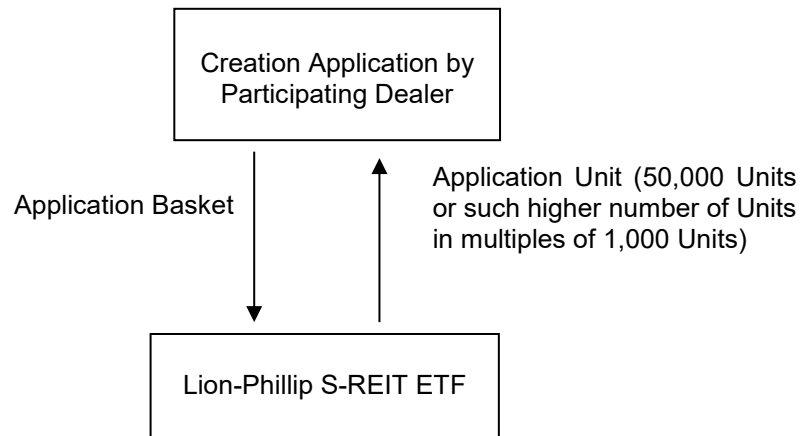 Creation Application by
Participating Dealer
Application Basket
Application Unit (50,000 Units
or such higher number of Units
in multiples of 1,000 Units)
Lion-Phillip S-REIT ETF